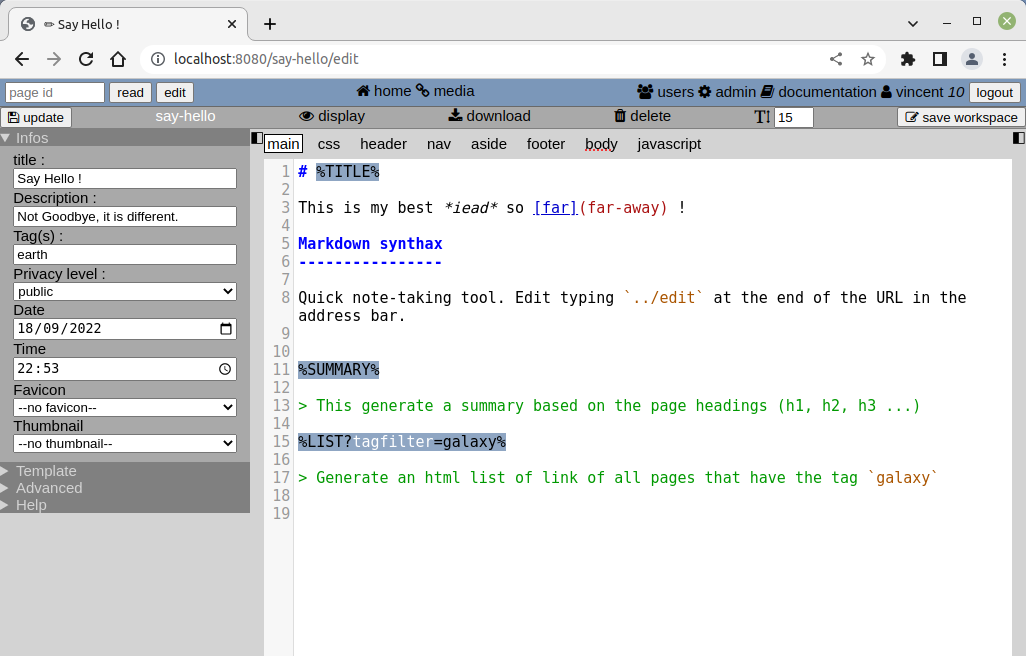 ✏ Say Hello !
localhost:8080/say-hello/edit
page id read edit home media users admin documentation vincent 10 logout
update say-hello display download delete T! 15 save workspace
Infos
title :
Say Hello !
Description :
Not Goodbye, it is different.
Tag(s) :
earth
Privacy level :
public
Date
18/09/2022
Time
22:53
Favicon
--no favicon--
Thumbnail
--no thumbnail--
Template
Advanced
Help
main css header nav aside footer body javascript
1 # %TITLE%
2
3 This is my best *iead* so [far](far-away) !
4
5 Markdown synthax
6 ----------------
7
8 Quick note-taking tool. Edit typing `../edit` at the end of the URL in the
address bar.
9
10
11 %SUMMARY%
12
13 > This generate a summary based on the page headings (h1, h2, h3 ...)
14
15 %LIST?tagfilter=galaxy%
16
17 > Generate an html list of link of all pages that have the tag `galaxy`
18
19